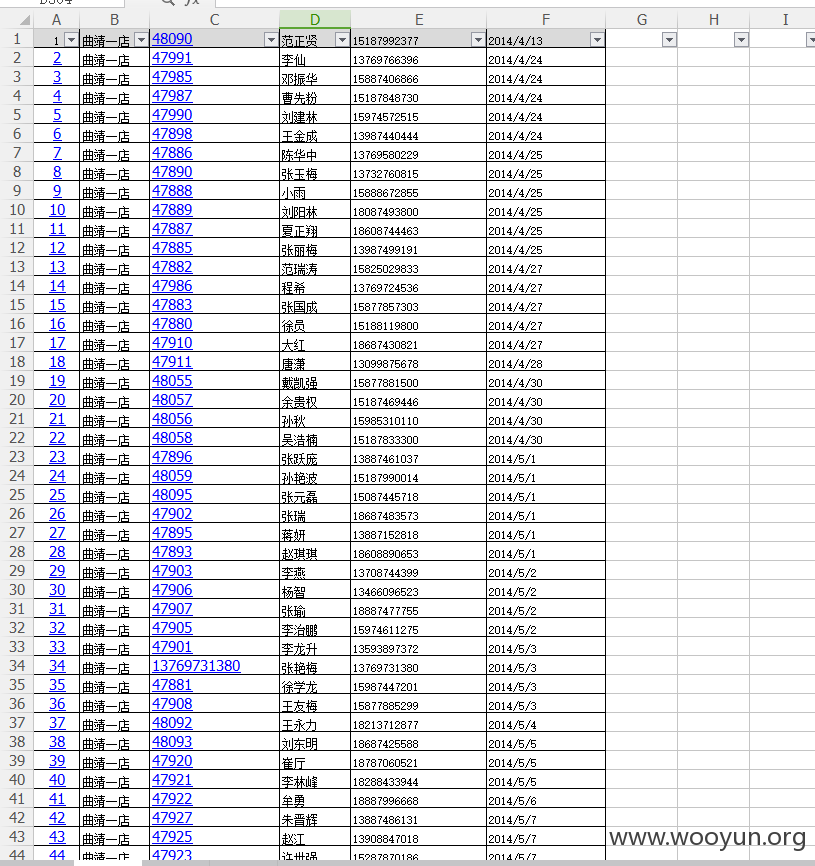 A B C D E F G H I
1 1 曲靖一店 48090 范正贤 15187992377 2014/4/13
2 2 曲靖一店 47991 李仙 13769766396 2014/4/24
3 3 曲靖一店 47985 邓振华 15887406866 2014/4/24
4 4 曲靖一店 47987 曹先粉 15187848730 2014/4/24
5 5 曲靖一店 47990 刘建林 15974572515 2014/4/24
6 6 曲靖一店 47898 王金成 13987440444 2014/4/24
7 7 曲靖一店 47886 陈华中 13769580229 2014/4/25
8 8 曲靖一店 47890 张玉梅 13732760815 2014/4/25
9 9 曲靖一店 47888 小雨 15888672855 2014/4/25
10 10 曲靖一店 47889 刘阳林 18087493800 2014/4/25
11 11 曲靖一店 47887 夏正翔 18608744463 2014/4/25
12 12 曲靖一店 47885 张丽梅 13987499191 2014/4/25
13 13 曲靖一店 47882 范瑞涛 15825029833 2014/4/27
14 14 曲靖一店 47986 程希 13769724536 2014/4/27
15 15 曲靖一店 47883 张国成 15877857303 2014/4/27
16 16 曲靖一店 47880 徐员 15188119800 2014/4/27
17 17 曲靖一店 47910 大红 18687430821 2014/4/27
18 18 曲靖一店 47911 唐潇 13099875678 2014/4/28
19 19 曲靖一店 48055 戴凯强 15877881500 2014/4/30
20 20 曲靖一店 48057 余贵权 15187469446 2014/4/30
21 21 曲靖一店 48056 孙秋 15985310110 2014/4/30
22 22 曲靖一店 48058 吴洁楠 15187833300 2014/4/30
23 23 曲靖一店 47896 张跃庞 13887461037 2014/5/1
24 24 曲靖一店 48059 孙艳波 15187990014 2014/5/1
25 25 曲靖一店 48095 张元磊 15087445718 2014/5/1
26 26 曲靖一店 47902 张瑞 18687483573 2014/5/1
27 27 曲靖一店 47895 蒋妍 13887152818 2014/5/1
28 28 曲靖一店 47893 赵琪琪 18608890653 2014/5/1
29 29 曲靖一店 47903 李燕 13708744399 2014/5/2
30 30 曲靖一店 47906 杨智 13466096523 2014/5/2
31 31 曲靖一店 47907 张瑜 18887477755 2014/5/2
32 32 曲靖一店 47905 李治鹏 15974611275 2014/5/2
33 33 曲靖一店 47901 李龙升 13593897372 2014/5/3
34 34 曲靖一店 13769731380 张艳梅 13769731380 2014/5/3
35 35 曲靖一店 47881 徐学龙 15987447201 2014/5/3
36 36 曲靖一店 47908 王友梅 15877885299 2014/5/3
37 37 曲靖一店 48092 王永力 18213712877 2014/5/4
38 38 曲靖一店 48093 刘东明 18687425588 2014/5/5
39 39 曲靖一店 47920 崔厅 18787060521 2014/5/5
40 40 曲靖一店 47921 李林峰 18288433944 2014/5/5
41 41 曲靖一店 47922 牟勇 18887996668 2014/5/6
42 42 曲靖一店 47927 朱晋辉 13887486131 2014/5/7
43 43 曲靖一店 47925 赵江 13908847018 2014/5/7
44 44 曲靖一店 47923 2014/5/7
www.wooyun.org